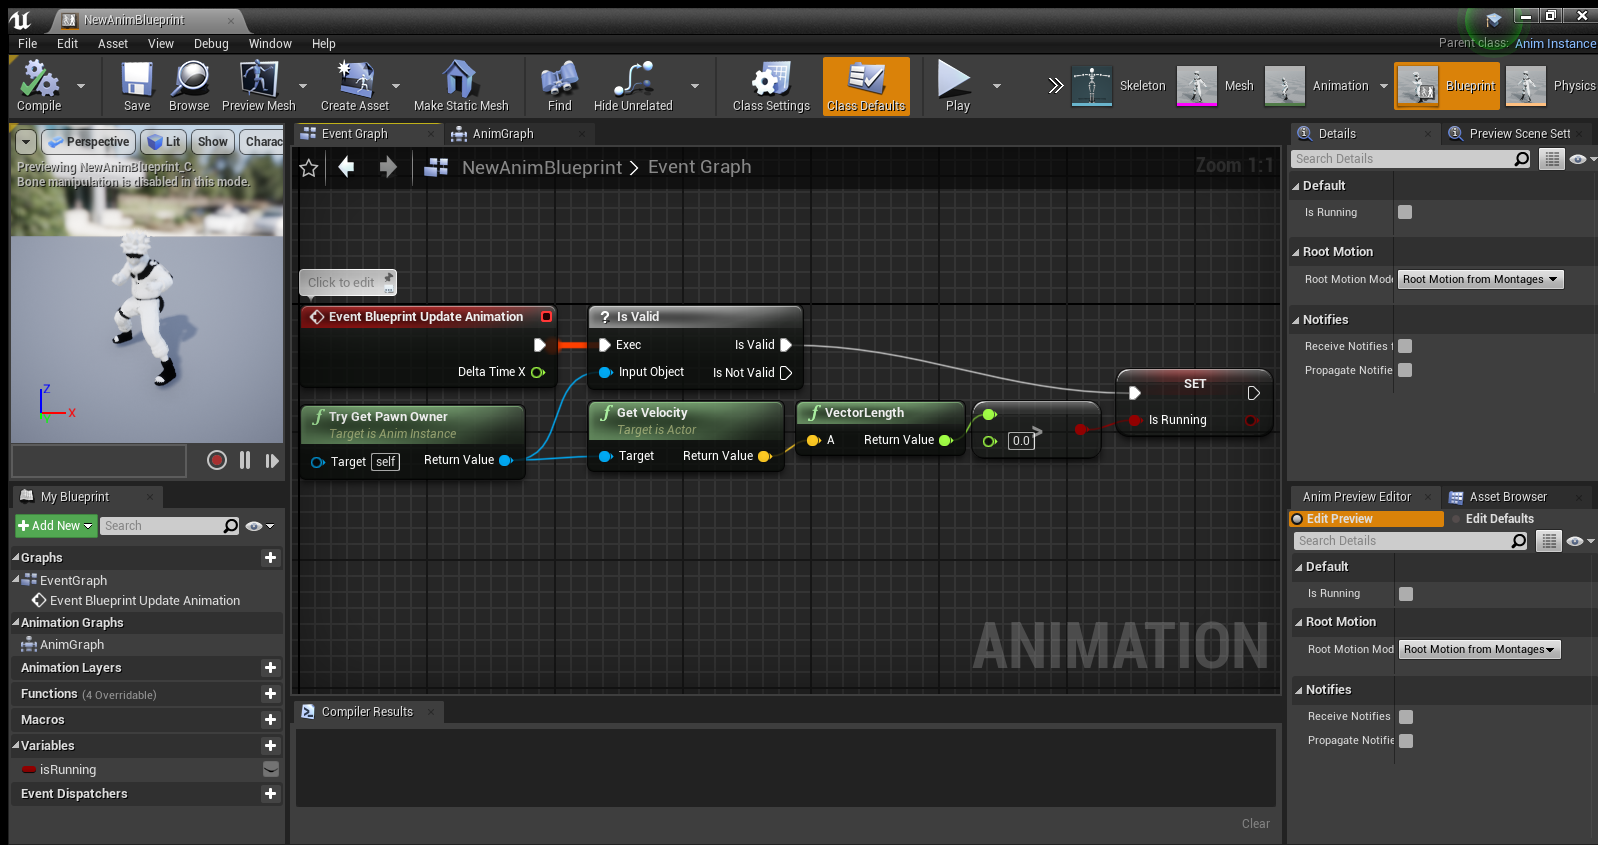 NewAnimBlueprint
File Edit Asset View Debug Window Help
Parent class: Anim Instance
Compile Save Browse Preview Mesh Create Asset Make Static Mesh Find Hide Unrelated Class Settings Class Defaults Play Skeleton Mesh Animation Blueprint Physics
Perspective Lit Show Charac
Previewing NewAnimBlueprint_C.
Bone manipulation is disabled in this mode.
Z
X
My Blueprint
Add New Search
Graphs
EventGraph
Event Blueprint Update Animation
Animation Graphs
AnimGraph
Animation Layers
Functions (4 Overridable)
Macros
Variables
isRunning
Event Dispatchers
Event Graph AnimGraph
NewAnimBlueprint > Event Graph
Zoom 1:1
Click to edit
Event Blueprint Update Animation
Delta Time X
? Is Valid
Exec Is Valid
Input Object Is Not Valid
f Try Get Pawn Owner
Target is Anim Instance
Target self Return Value
f Get Velocity
Target is Actor
Target Return Value
f VectorLength
A Return Value
0.0 >
SET
Is Running
ANIMATION
Compiler Results
Clear
Details Preview Scene Sett
Search Details
Default
Is Running
Root Motion
Root Motion Mode Root Motion from Montages
Notifies
Receive Notifies f
Propagate Notifie
Anim Preview Editor Asset Browser
Edit Preview Edit Defaults
Search Details
Default
Is Running
Root Motion
Root Motion Mod Root Motion from Montages
Notifies
Receive Notifies
Propagate Notifie